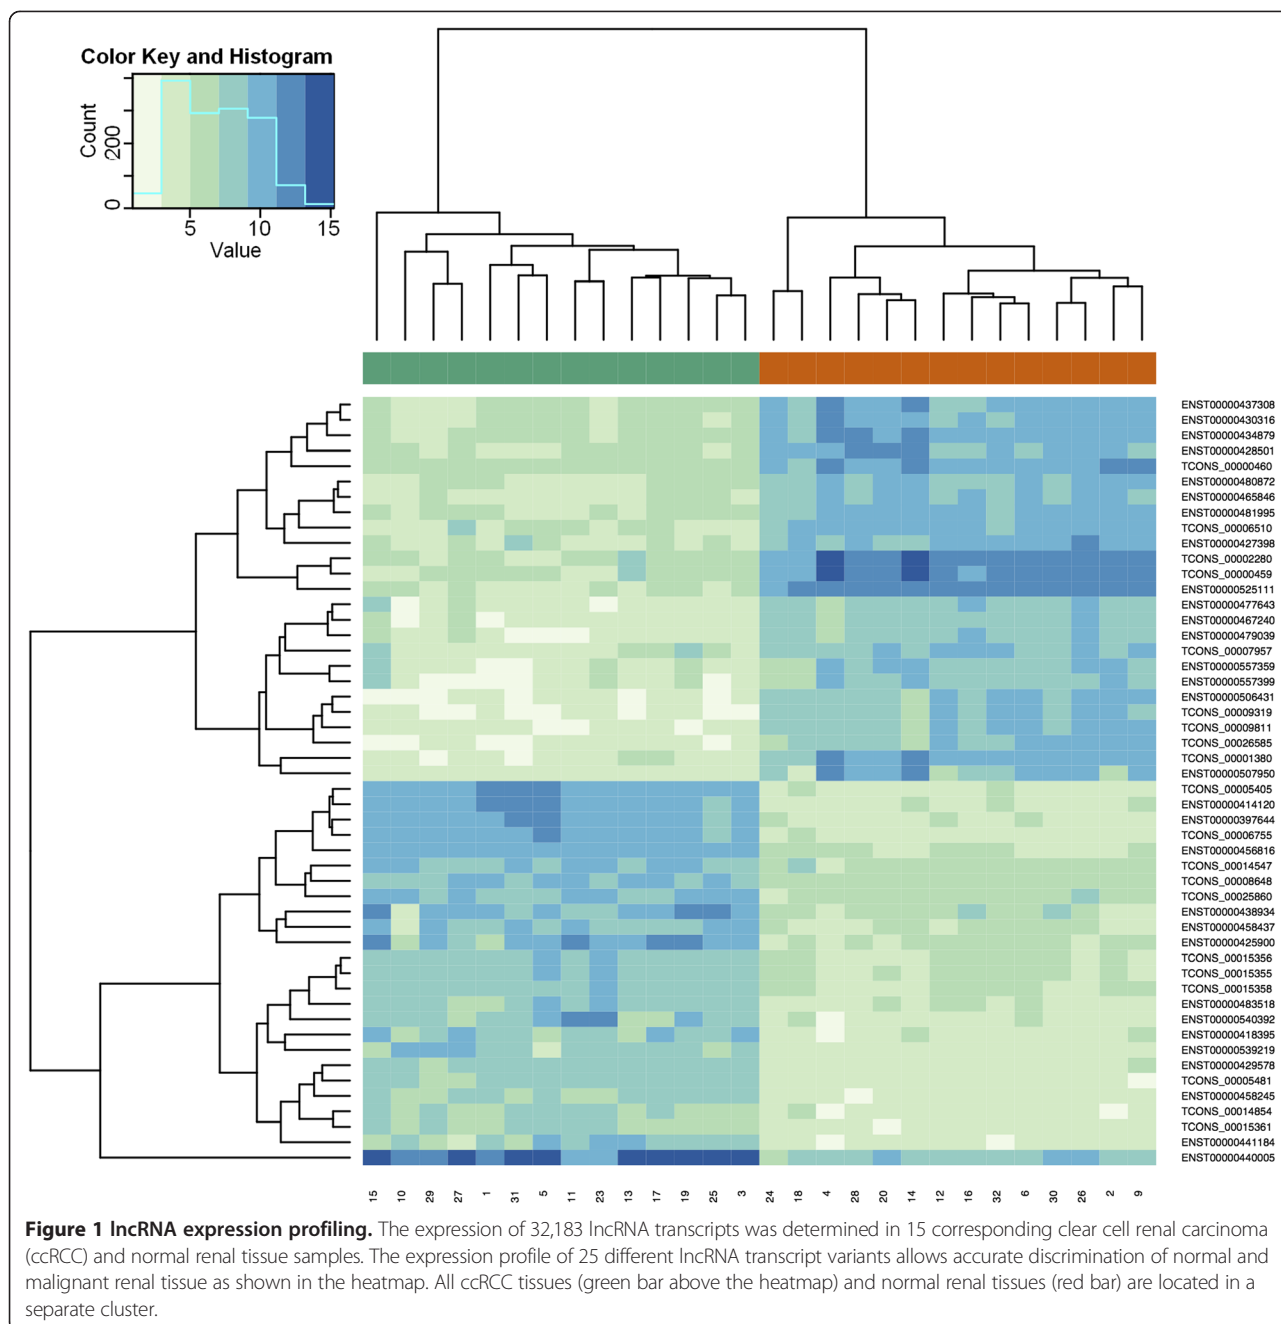 Color Key and Histogram
Count
0
200
5
10
15
Value
ENST00000437308
ENST00000430316
ENST00000434879
ENST00000428501
TCONS_00000460
ENST00000480872
ENST00000465846
ENST00000481995
TCONS_00006510
ENST00000427398
TCONS_00002280
TCONS_00000459
ENST00000525111
ENST00000477643
ENST00000467240
ENST00000479039
TCONS_00007957
ENST00000557359
ENST00000557399
ENST00000506431
TCONS_00009319
TCONS_00009811
TCONS_00026585
TCONS_00001380
ENST00000507950
TCONS_00005405
ENST00000414120
ENST00000397644
TCONS_00006755
ENST00000456816
TCONS_00014547
TCONS_00008648
TCONS_00025860
ENST00000438934
ENST00000458437
ENST00000425900
TCONS_00015356
TCONS_00015355
TCONS_00015358
ENST00000483518
ENST00000540392
ENST00000418395
ENST00000539219
ENST00000429578
TCONS_00005481
ENST00000458245
TCONS_00014854
TCONS_00015361
ENST00000441184
ENST00000440005
15 10 29 27 1 31 5 11 23 13 17 19 25 3 24 18 4 28 20 14 12 16 32 6 30 26 2 9
Figure 1 lncRNA expression profiling. The expression of 32,183 lncRNA transcripts was determined in 15 corresponding clear cell renal carcinoma
(ccRCC) and normal renal tissue samples. The expression profile of 25 different lncRNA transcript variants allows accurate discrimination of normal and
malignant renal tissue as shown in the heatmap. All ccRCC tissues (green bar above the heatmap) and normal renal tissues (red bar) are located in a
separate cluster.